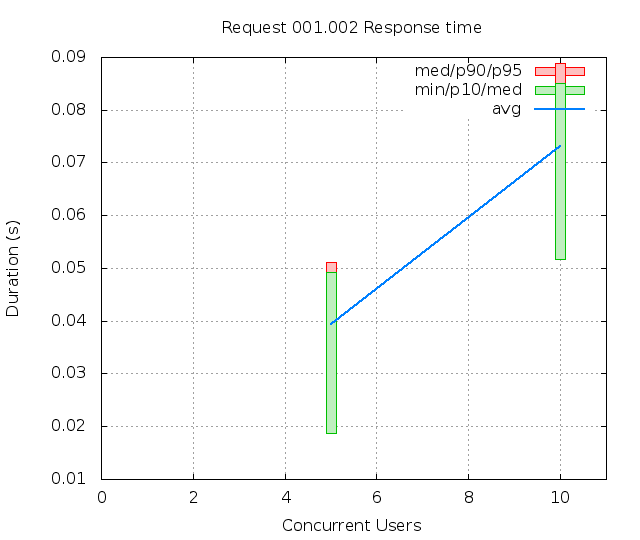 Request 001.002 Response time
0.09
0.08
0.07
0.06
0.05
0.04
0.03
0.02
0.01
Duration (s)
med/p90/p95
min/p10/med
avg
0 2 4 6 8 10
Concurrent Users